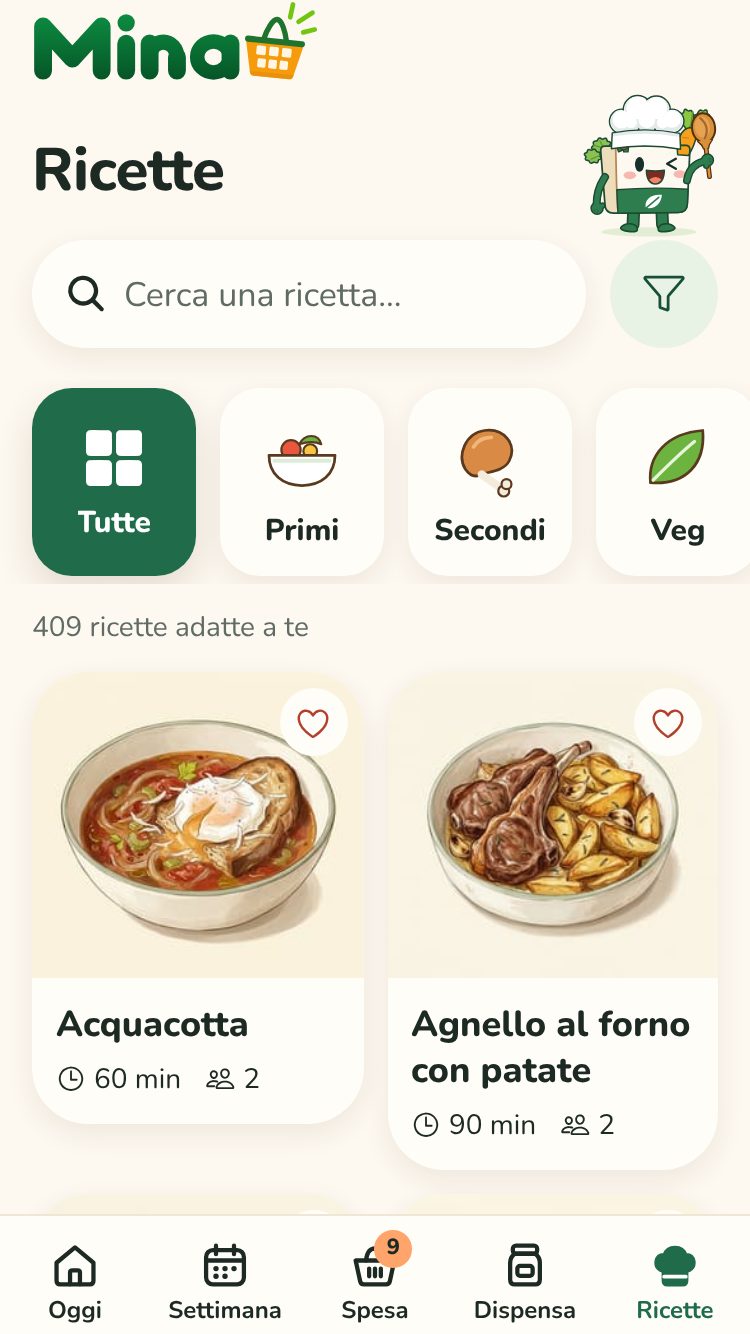 Mina
Ricette
Cerca una ricetta...
Tutte
Primi
Secondi
Veg
409 ricette adatte a te
Acquacotta
60 min 2
Agnello al forno
con patate
90 min 2
9
Oggi
Settimana
Spesa
Dispensa
Ricette